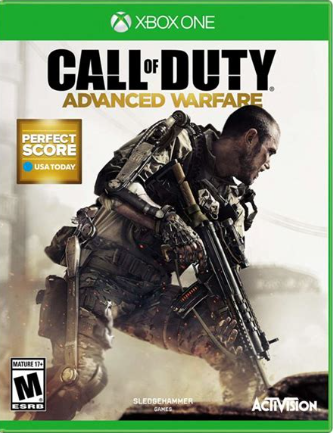 XBOX ONE
CALL OF DUTY®
ADVANCED WARFARE
PERFECT
SCORE
USA TODAY
MATURE 17+
M
ESRB
SLEDGEHAMMER
GAMES
ACTIVISION